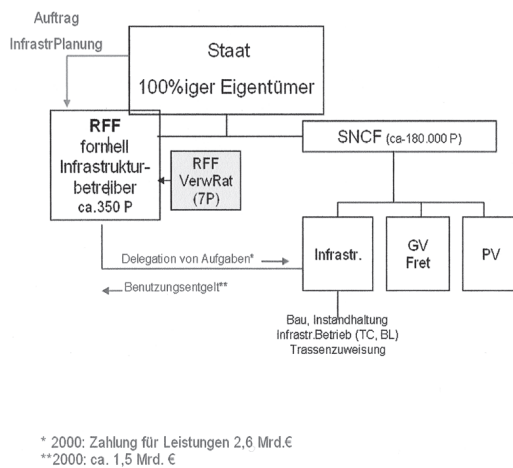 Auftrag
InfrastrPlanung
Staat
100%iger Eigentümer
RFF
formell
Infrastruktur-
betreiber
ca.350 P
RFF
VerwRat
(7P)
SNCF (ca-180.000 P)
Infrastr.
GV
Fret
PV
Delegation von Aufgaben*
Benutzungsentgelt**
Bau, Instandhaltung
Infrastr.Betrieb (TC, BL)
Trassenzuweisung
* 2000: Zahlung für Leistungen 2,6 Mrd.€
**2000: ca. 1,5 Mrd. €